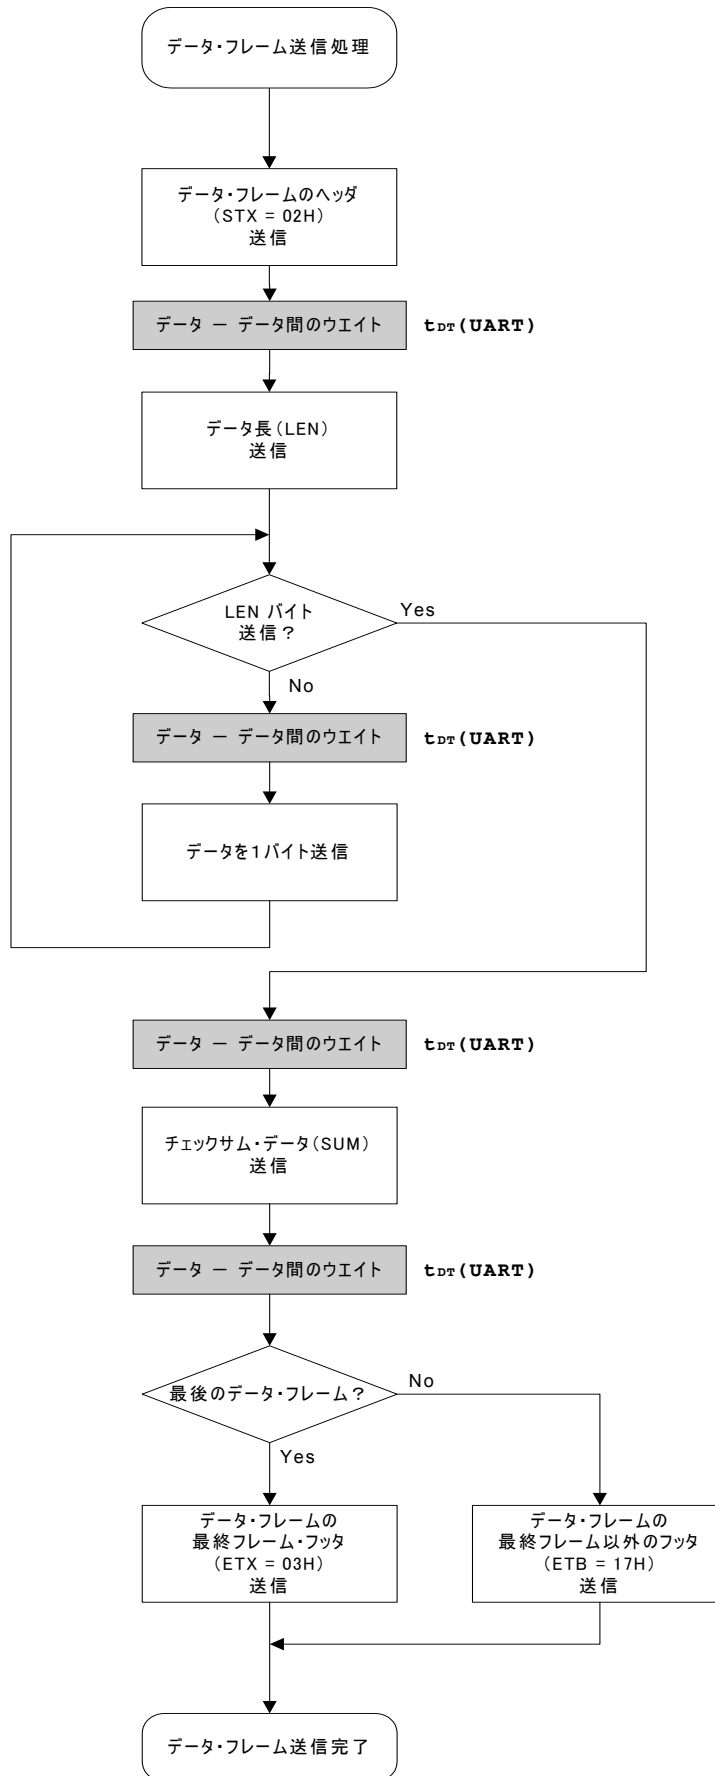 データ・フレーム送信処理
データ・フレームのヘッダ
(STX = 02H)
送信
データ － データ間のウエイト
tDT(UART)
データ長(LEN)
送信
LEN バイト
送信？
Yes
No
データ － データ間のウエイト
tDT(UART)
データを1バイト送信
データ － データ間のウエイト
tDT(UART)
チェックサム・データ(SUM)
送信
データ － データ間のウエイト
tDT(UART)
最後のデータ・フレーム？
No
Yes
データ・フレームの
最終フレーム・フッタ
(ETX = 03H)
送信
データ・フレームの
最終フレーム以外のフッタ
(ETB = 17H)
送信
データ・フレーム送信完了